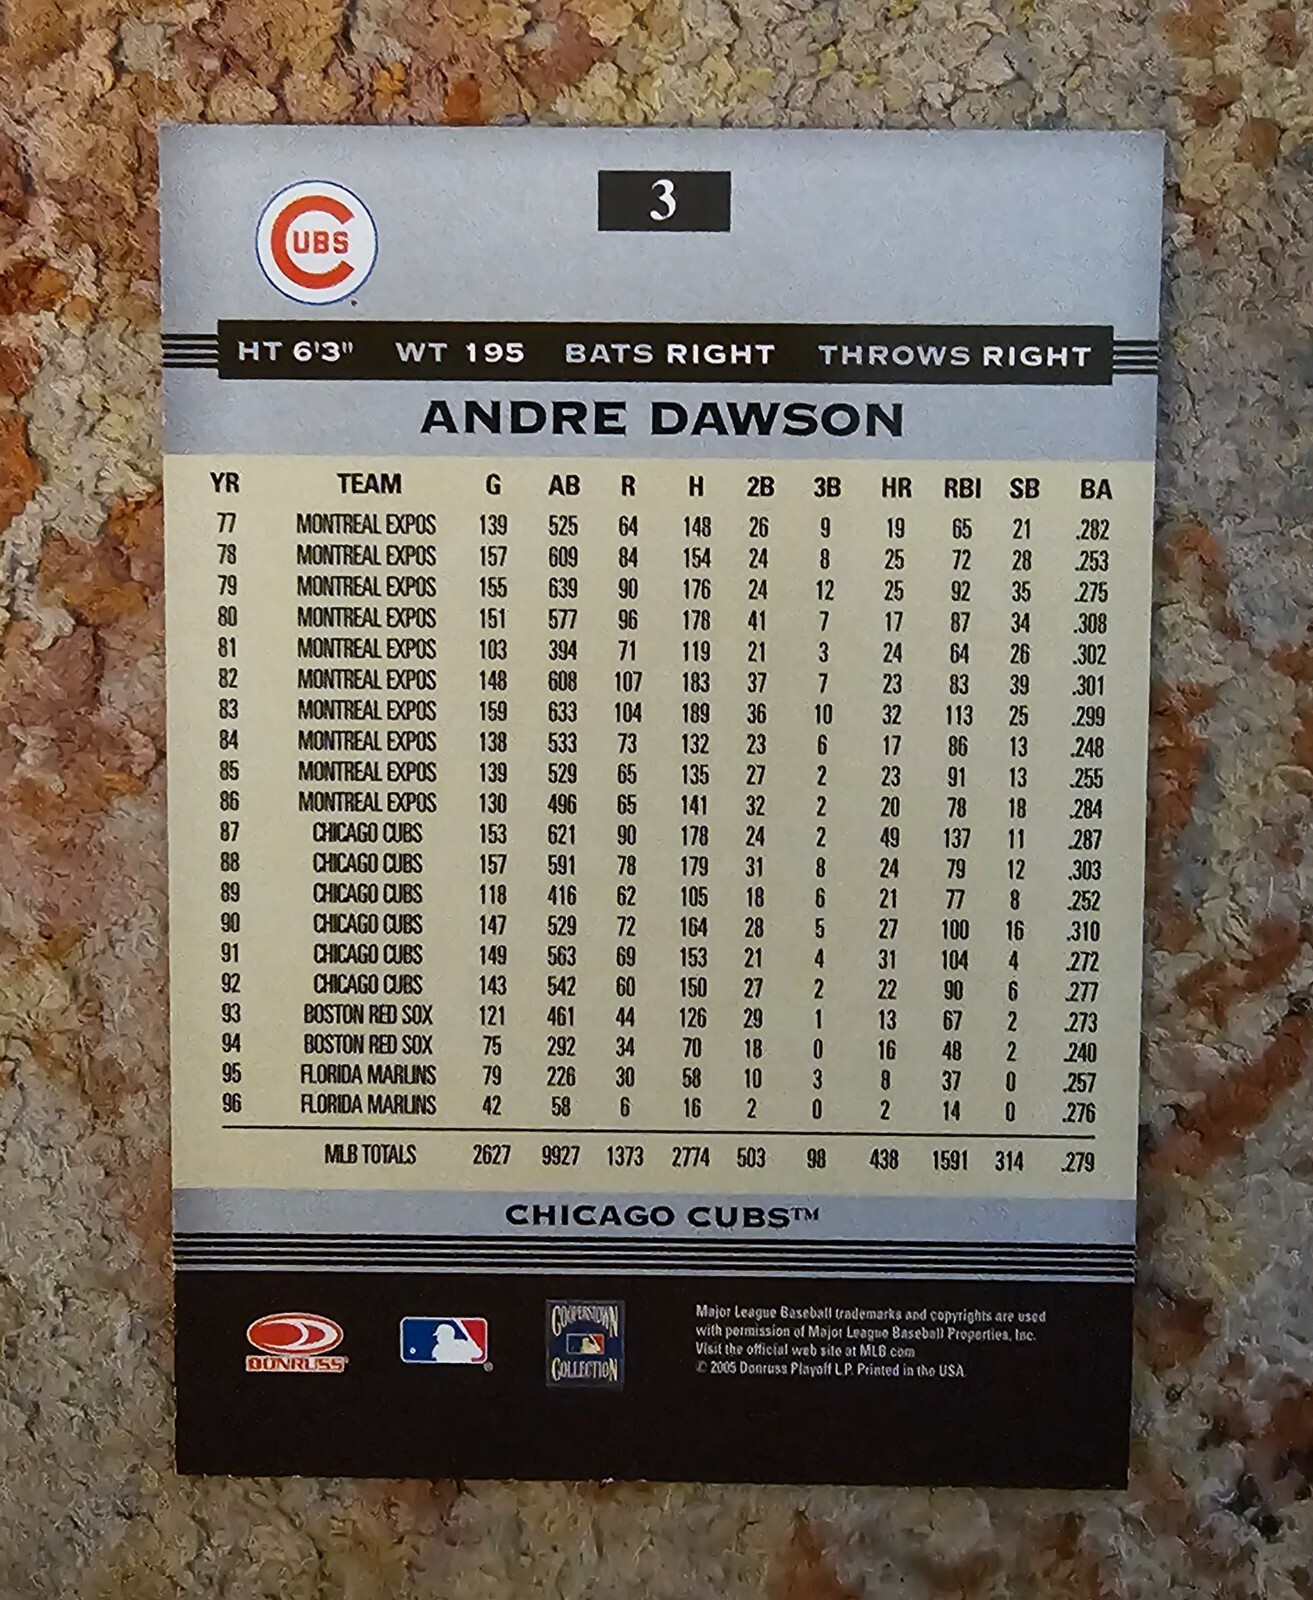 CUBS
3
HT 6'3" WT 195 BATS RIGHT THROWS RIGHT
ANDRE DAWSON
YR TEAM G AB R H 2B 3B HR RBI SB BA
77 MONTREAL EXPOS 139 525 64 148 26 9 19 65 21 .282
78 MONTREAL EXPOS 157 609 84 154 24 8 25 72 28 .253
79 MONTREAL EXPOS 155 639 90 176 24 12 25 92 35 .275
80 MONTREAL EXPOS 151 577 96 178 41 7 17 87 34 .308
81 MONTREAL EXPOS 103 394 71 119 21 3 24 64 26 .302
82 MONTREAL EXPOS 148 608 107 183 37 7 23 83 39 .301
83 MONTREAL EXPOS 159 633 104 189 36 10 32 113 25 .299
84 MONTREAL EXPOS 138 533 73 132 23 6 17 86 13 .248
85 MONTREAL EXPOS 139 529 65 135 27 2 23 91 13 .255
86 MONTREAL EXPOS 130 496 65 141 32 2 20 78 18 .284
87 CHICAGO CUBS 153 621 90 178 24 2 49 137 11 .287
88 CHICAGO CUBS 157 591 78 179 31 8 24 79 12 .303
89 CHICAGO CUBS 118 416 62 105 18 6 21 77 8 .252
90 CHICAGO CUBS 147 529 72 164 28 5 27 100 16 .310
91 CHICAGO CUBS 149 563 69 153 21 4 31 104 4 .272
92 CHICAGO CUBS 143 542 60 150 27 2 22 90 6 .277
93 BOSTON RED SOX 121 461 44 126 29 1 13 67 2 .273
94 BOSTON RED SOX 75 292 34 70 18 0 16 48 2 .240
95 FLORIDA MARLINS 79 226 30 58 10 3 8 37 0 .257
96 FLORIDA MARLINS 42 58 6 16 2 0 2 14 0 .276
MLB TOTALS 2627 9927 1373 2774 503 98 438 1591 314 .279
CHICAGO CUBS™
DONRUSS
COOPERSTOWN
COLLECTION
Major League Baseball trademarks and copyrights are used
with permission of Major League Baseball Properties, Inc.
Visit the official web site at MLB.com
© 2005 Donruss Playoff L.P. Printed in the USA